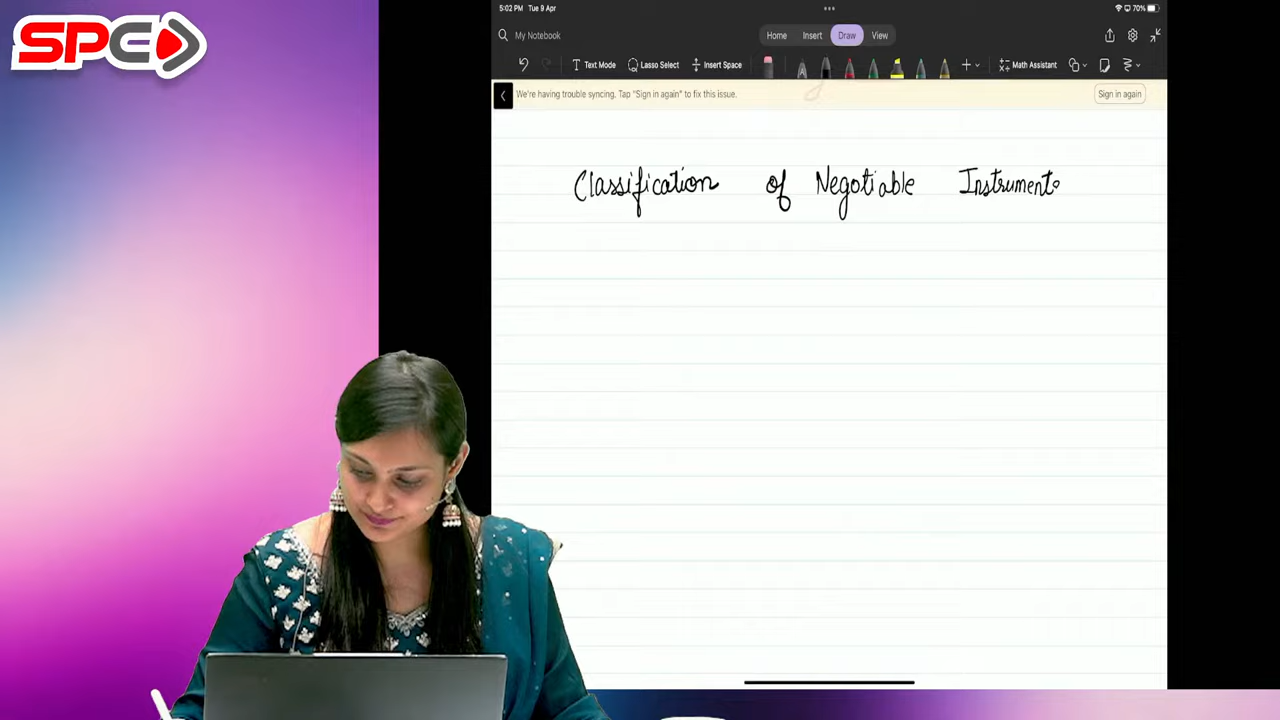 SPC
5:02 PM Tue 9 Apr
70%
My Notebook
Home Insert Draw View
Text Mode Lasso Select Insert Space Math Assistant
We're having trouble syncing. Tap "Sign in again" to fix this issue.
Sign in again
Classification of Negotiable Instruments